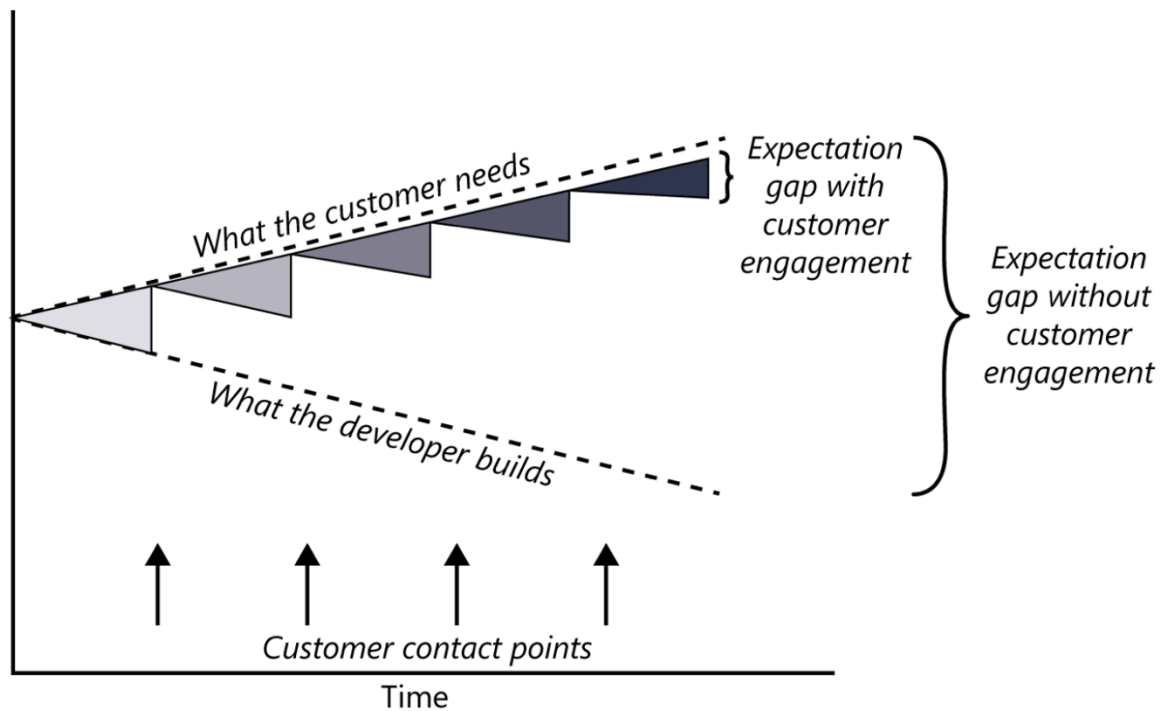 What the customer needs
Expectation
gap with
customer
engagement
Expectation
gap without
customer
engagement
What the developer builds
Customer contact points
Time